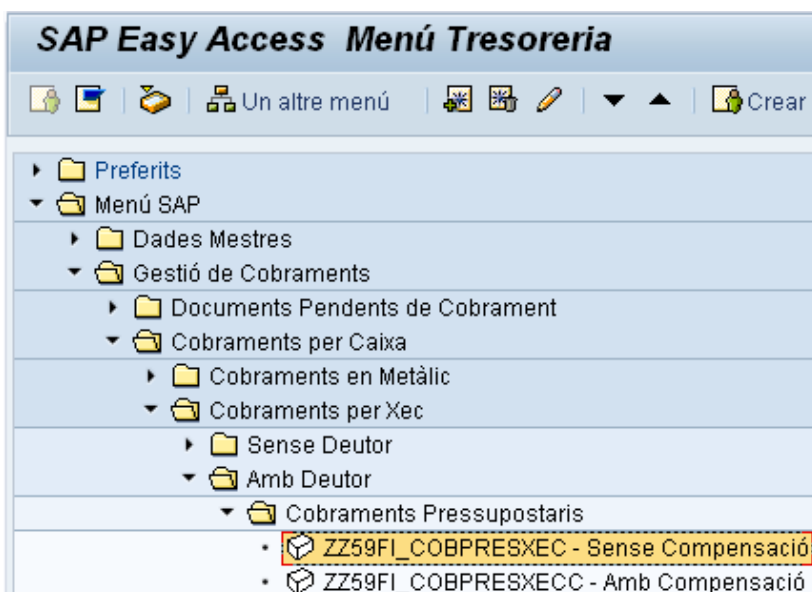 SAP Easy Access Menú Tresoreria
Un altre menú Crear
Preferits
Menú SAP
Dades Mestres
Gestió de Cobraments
Documents Pendents de Cobrament
Cobraments per Caixa
Cobraments en Metàlic
Cobraments per Xec
Sense Deutor
Amb Deutor
Cobraments Pressupostaris
ZZ59FI_COBPRESXEC - Sense Compensació
ZZ59FI_COBPRESXECC - Amb Compensació